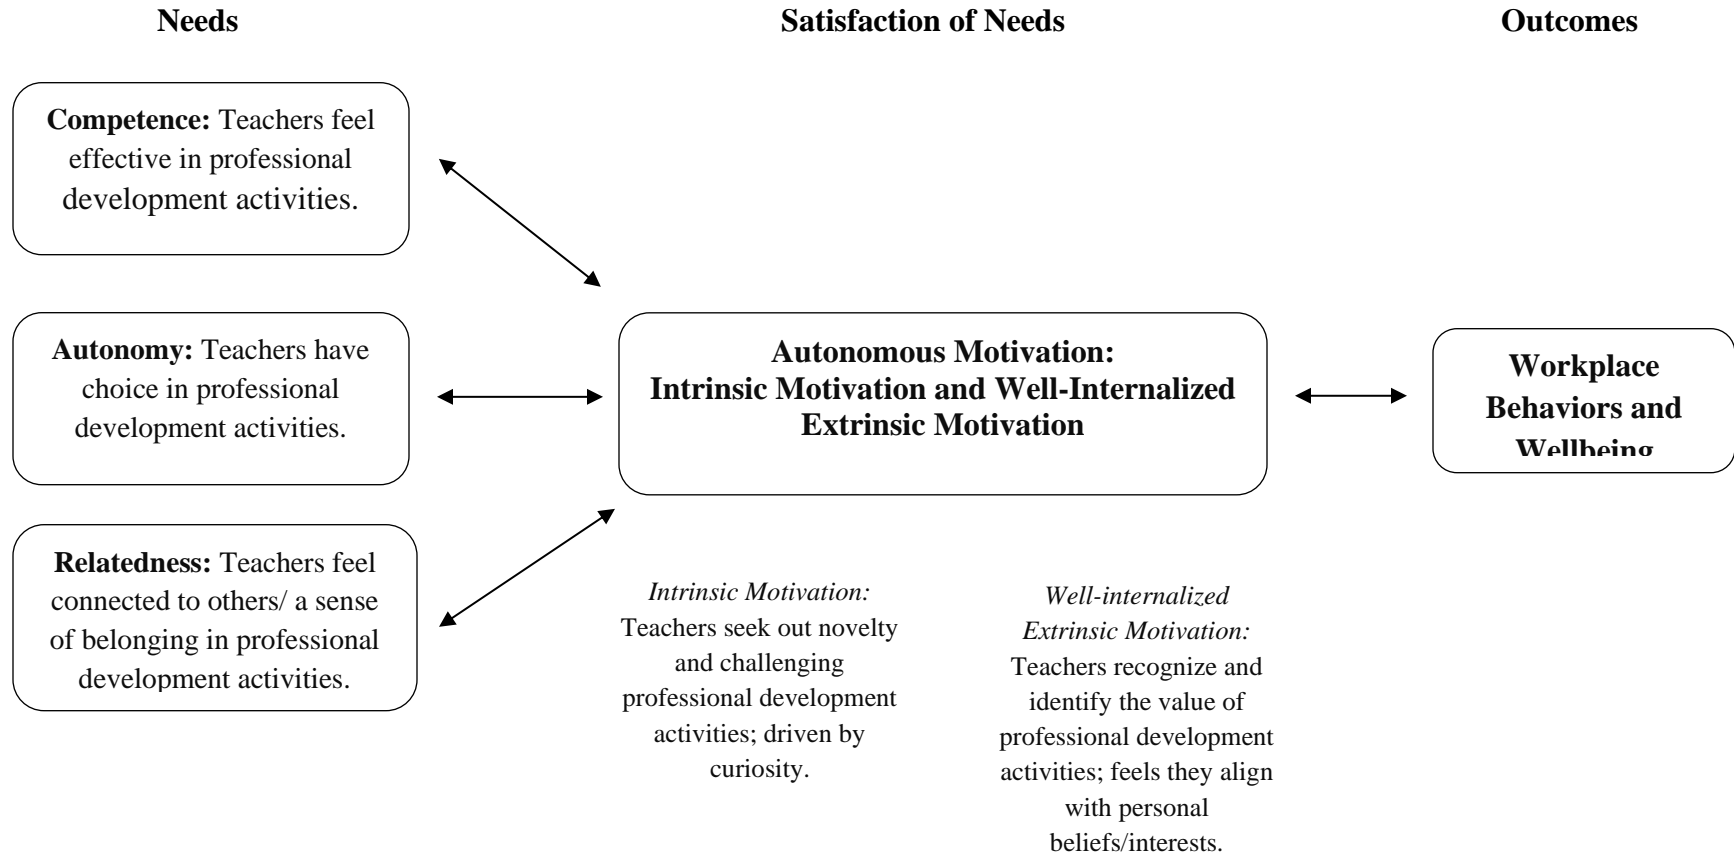 Needs
Satisfaction of Needs
Outcomes
Competence: Teachers feel
effective in professional
development activities.
Autonomy: Teachers have
choice in professional
development activities.
Relatedness: Teachers feel
connected to others/ a sense
of belonging in professional
development activities.
Autonomous Motivation:
Intrinsic Motivation and Well-Internalized
Extrinsic Motivation
Intrinsic Motivation:
Teachers seek out novelty
and challenging
professional development
activities; driven by
curiosity.
Well-internalized
Extrinsic Motivation:
Teachers recognize and
identify the value of
professional development
activities; feels they align
with personal
beliefs/interests.
Workplace
Behaviors and
Wellbeing